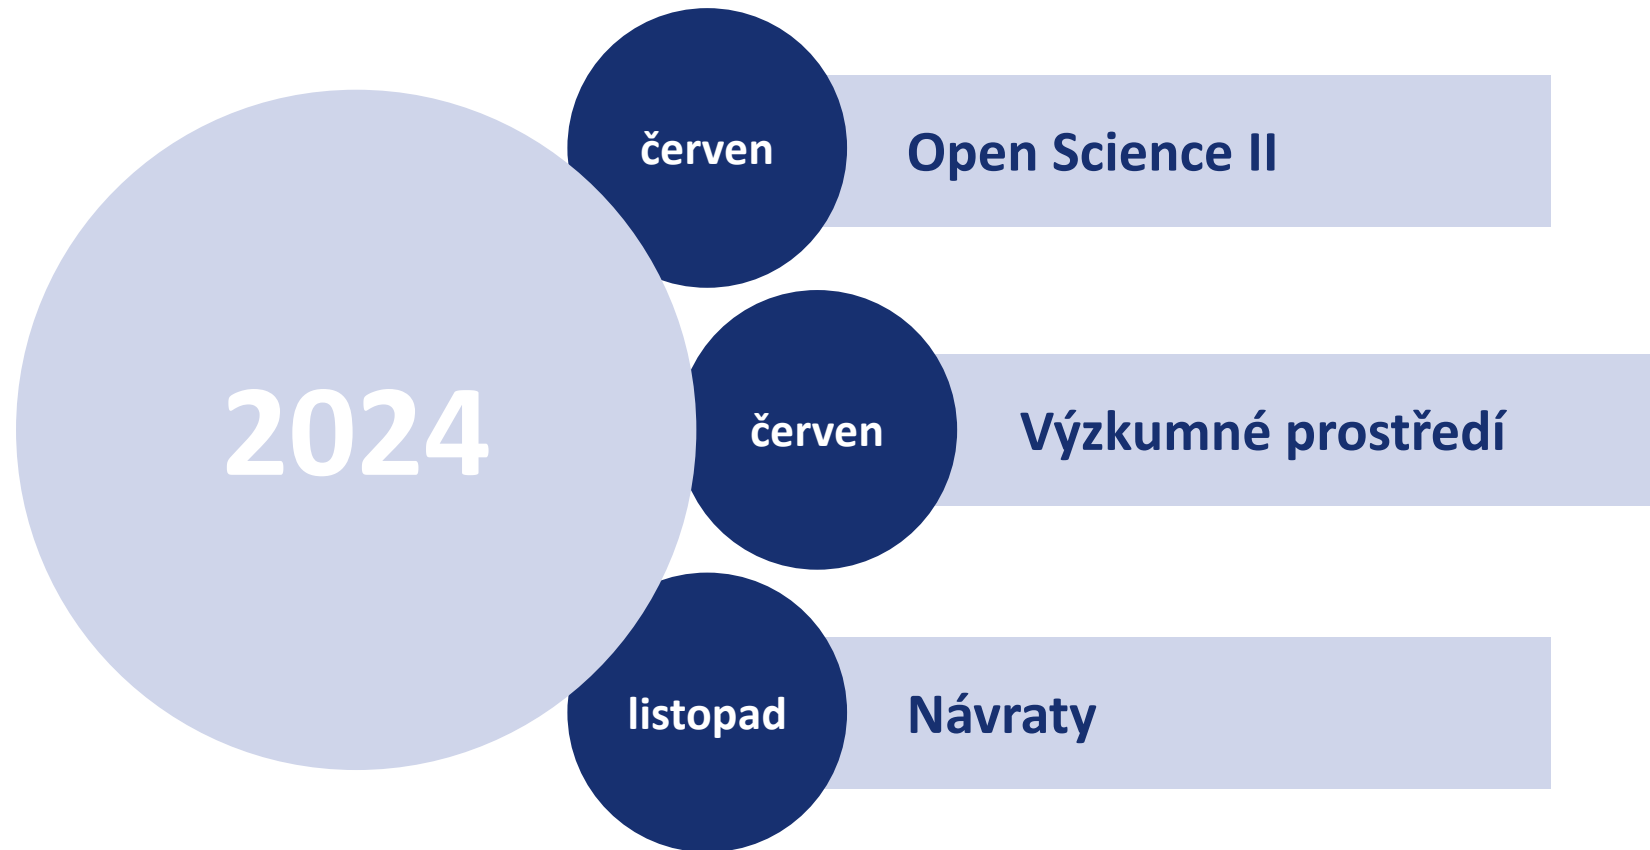 2024
červen
Open Science II
červen
Výzkumné prostředí
listopad
Návraty